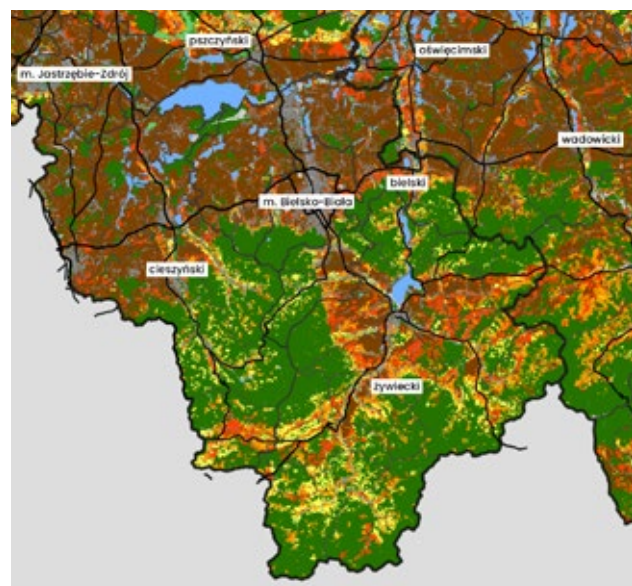 pszczyński
oświęcimski
m. Jastrzębie-Zdrój
wadowicki
bielski
m. Bielsko-Biała
cieszyński
żywiecki